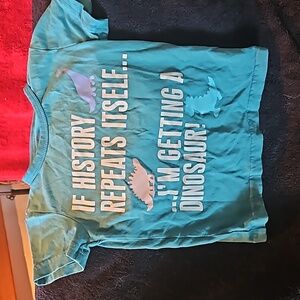 IF HISTORY
REPEATS ITSELF...
...I'M GETTING A
DINOSAUR!